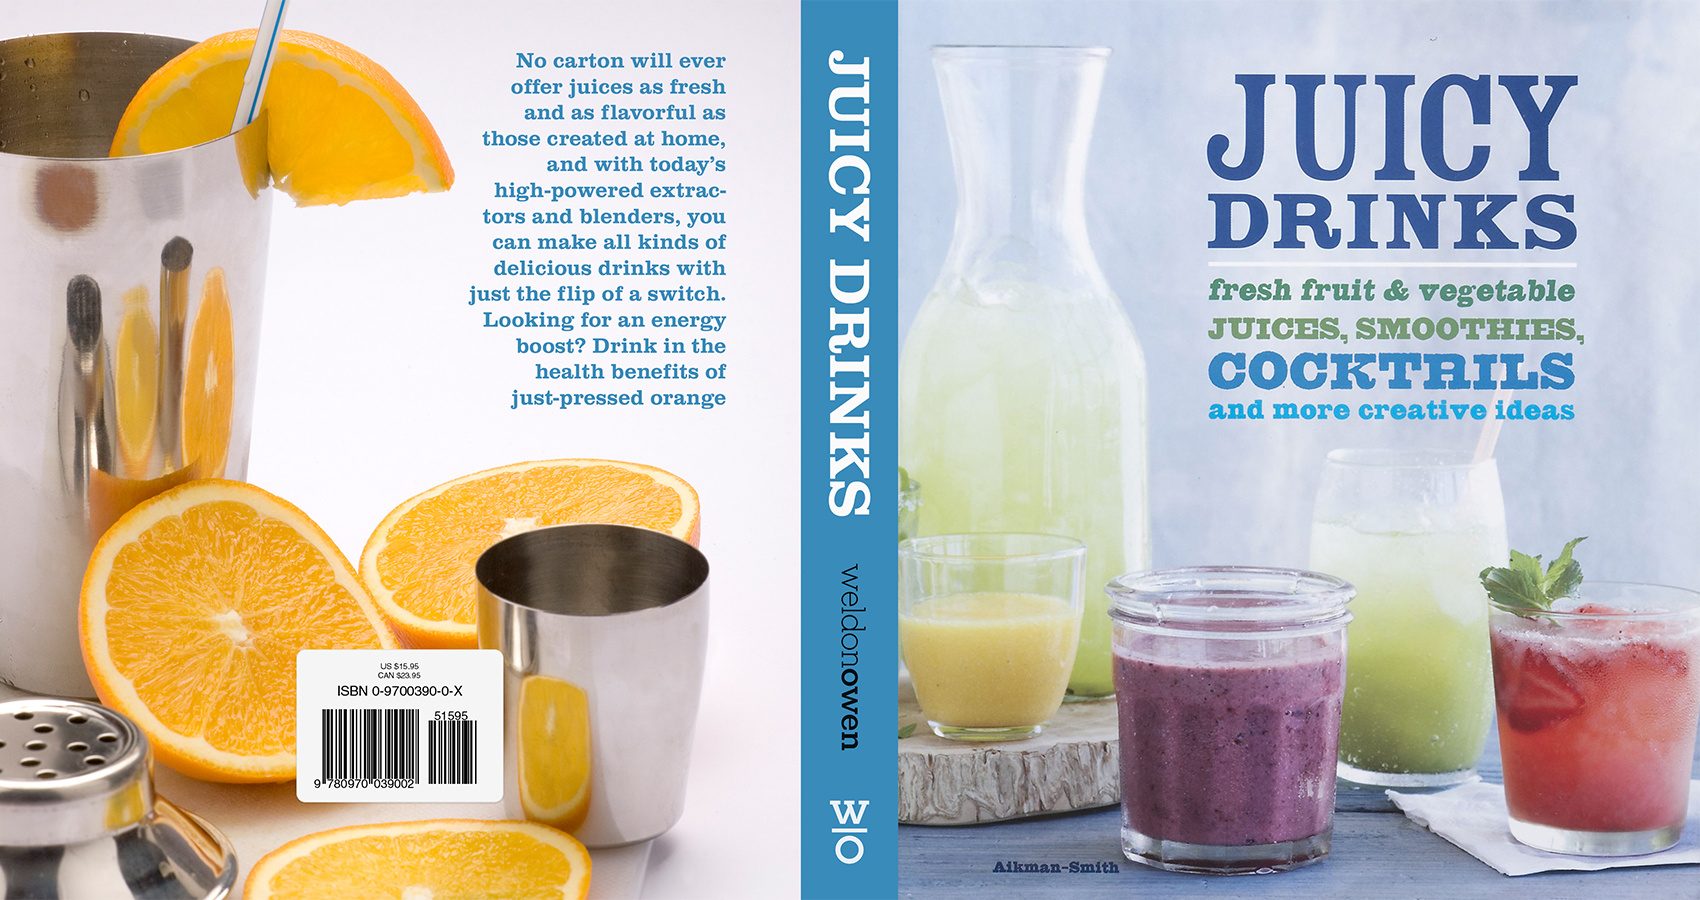 No carton will ever
offer juices as fresh
and as flavorful as
those created at home,
and with today’s
high-powered extrac-
tors and blenders, you
can make all kinds of
delicious drinks with
just the flip of a switch.
Looking for an energy
boost? Drink in the
health benefits of
just-pressed orange
US $15.95
CAN $23.95
ISBN 0-9700390-0-X
51595
9 780970 039002
JUICY DRINKS
weldonowen
W|O
JUICY
DRINKS
fresh fruit & vegetable
JUICES, SMOOTHIES,
COCKTAILS
and more creative ideas
Aikman-Smith